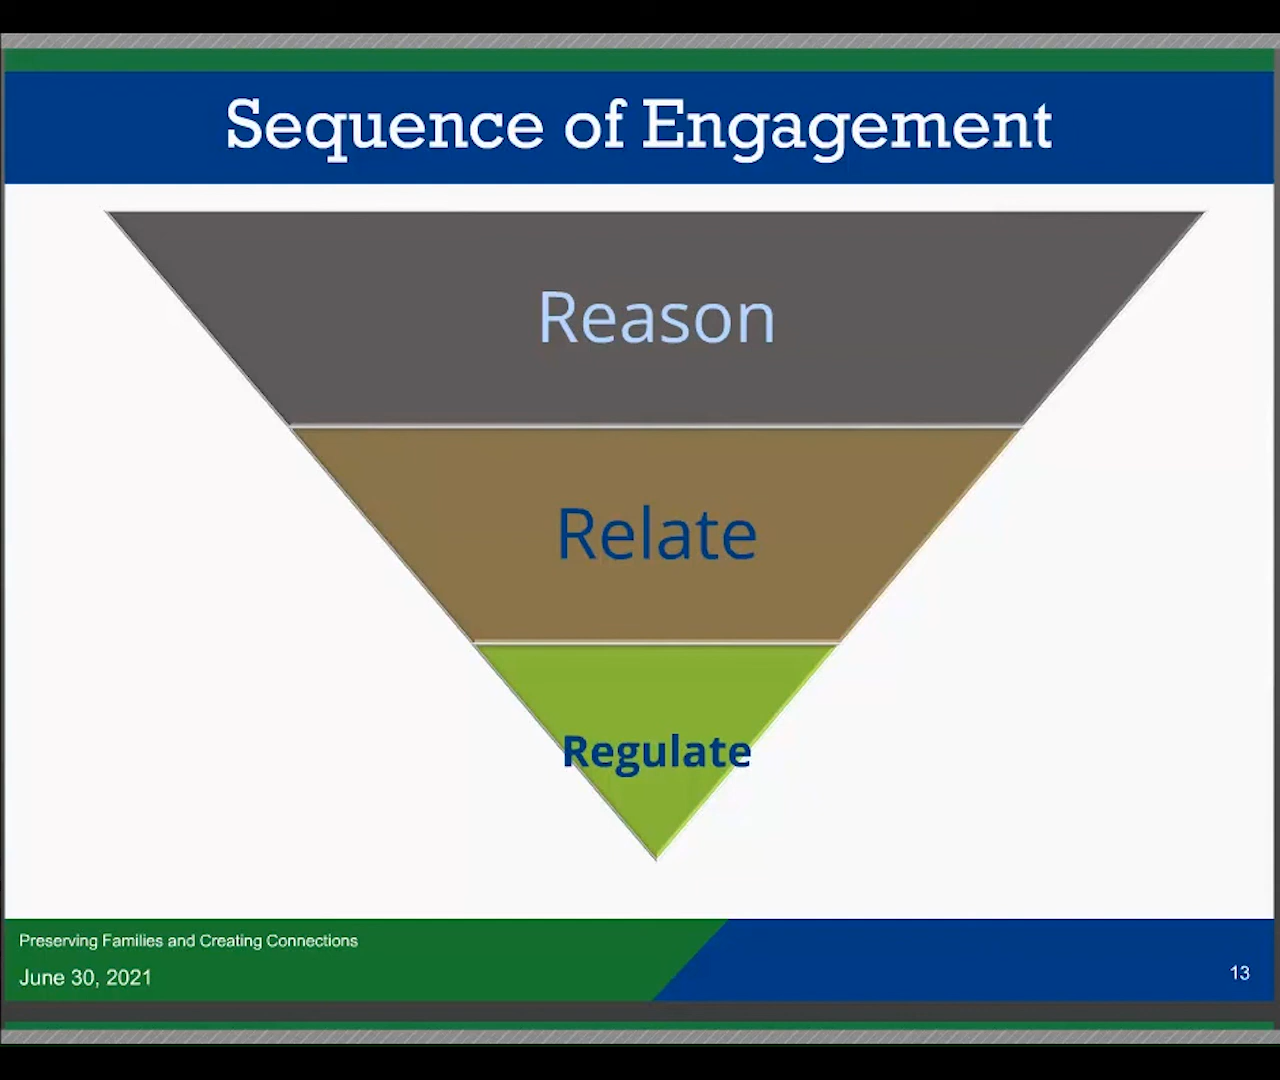 Sequence of Engagement
Reason
Relate
Regulate
Preserving Families and Creating Connections
June 30, 2021
13